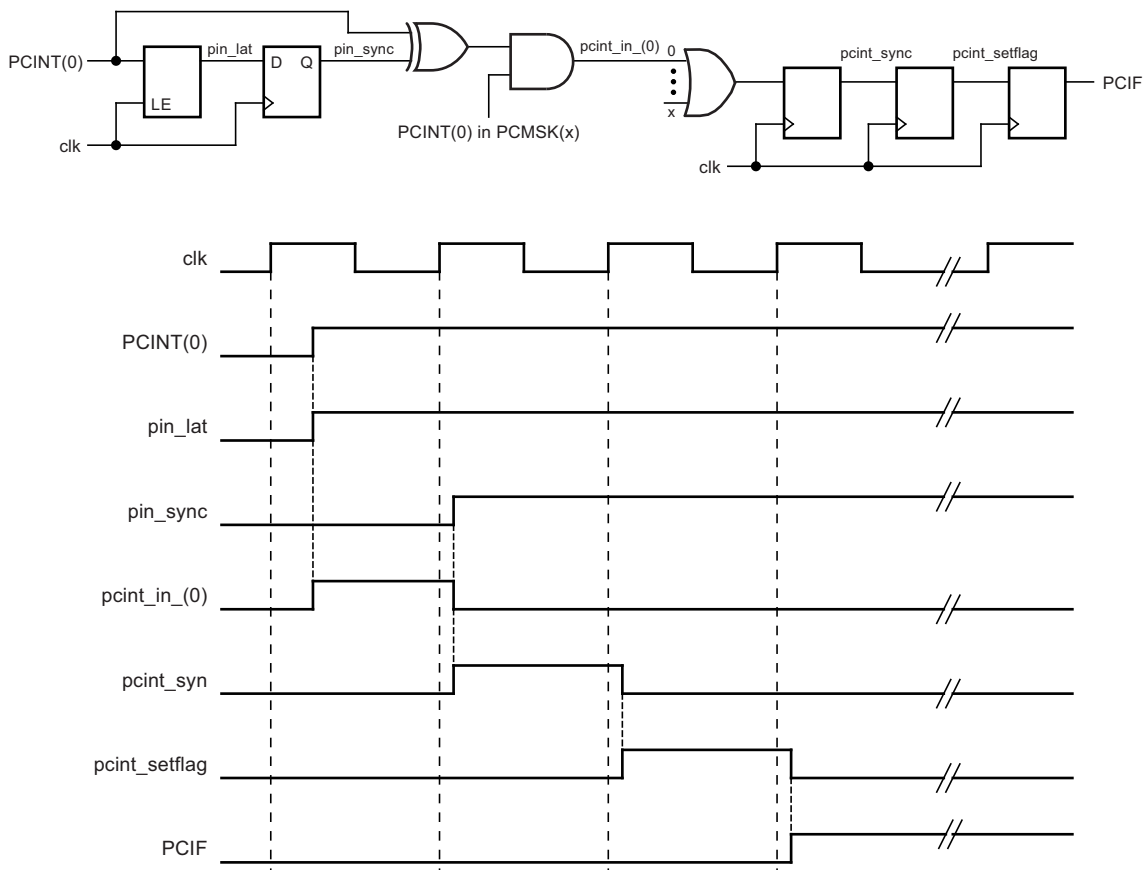 PCINT(0)
pin_lat
D Q
pin_sync
LE
clk
PCINT(0) in PCMSK(x)
pcint_in_(0)
0
x
pcint_sync
pcint_setflag
PCIF
clk
clk
PCINT(0)
pin_lat
pin_sync
pcint_in_(0)
pcint_syn
pcint_setflag
PCIF